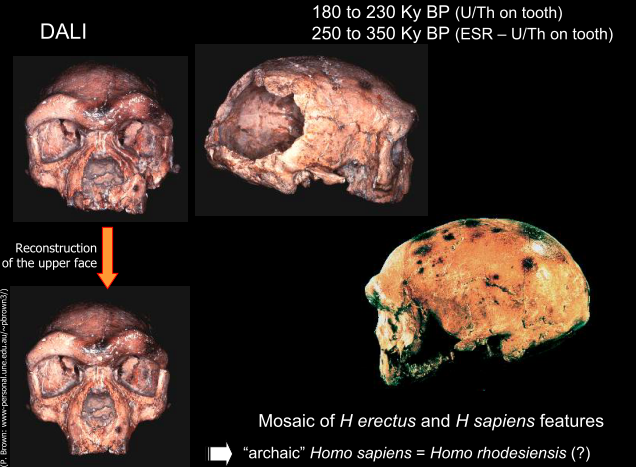 DALI
180 to 230 Ky BP (U/Th on tooth)
250 to 350 Ky BP (ESR – U/Th on tooth)
Reconstruction
of the upper face
(P. Brown: www-personal.une.edu.au/~pbrown3/)
Mosaic of H erectus and H sapiens features
“archaic” Homo sapiens = Homo rhodesiensis (?)